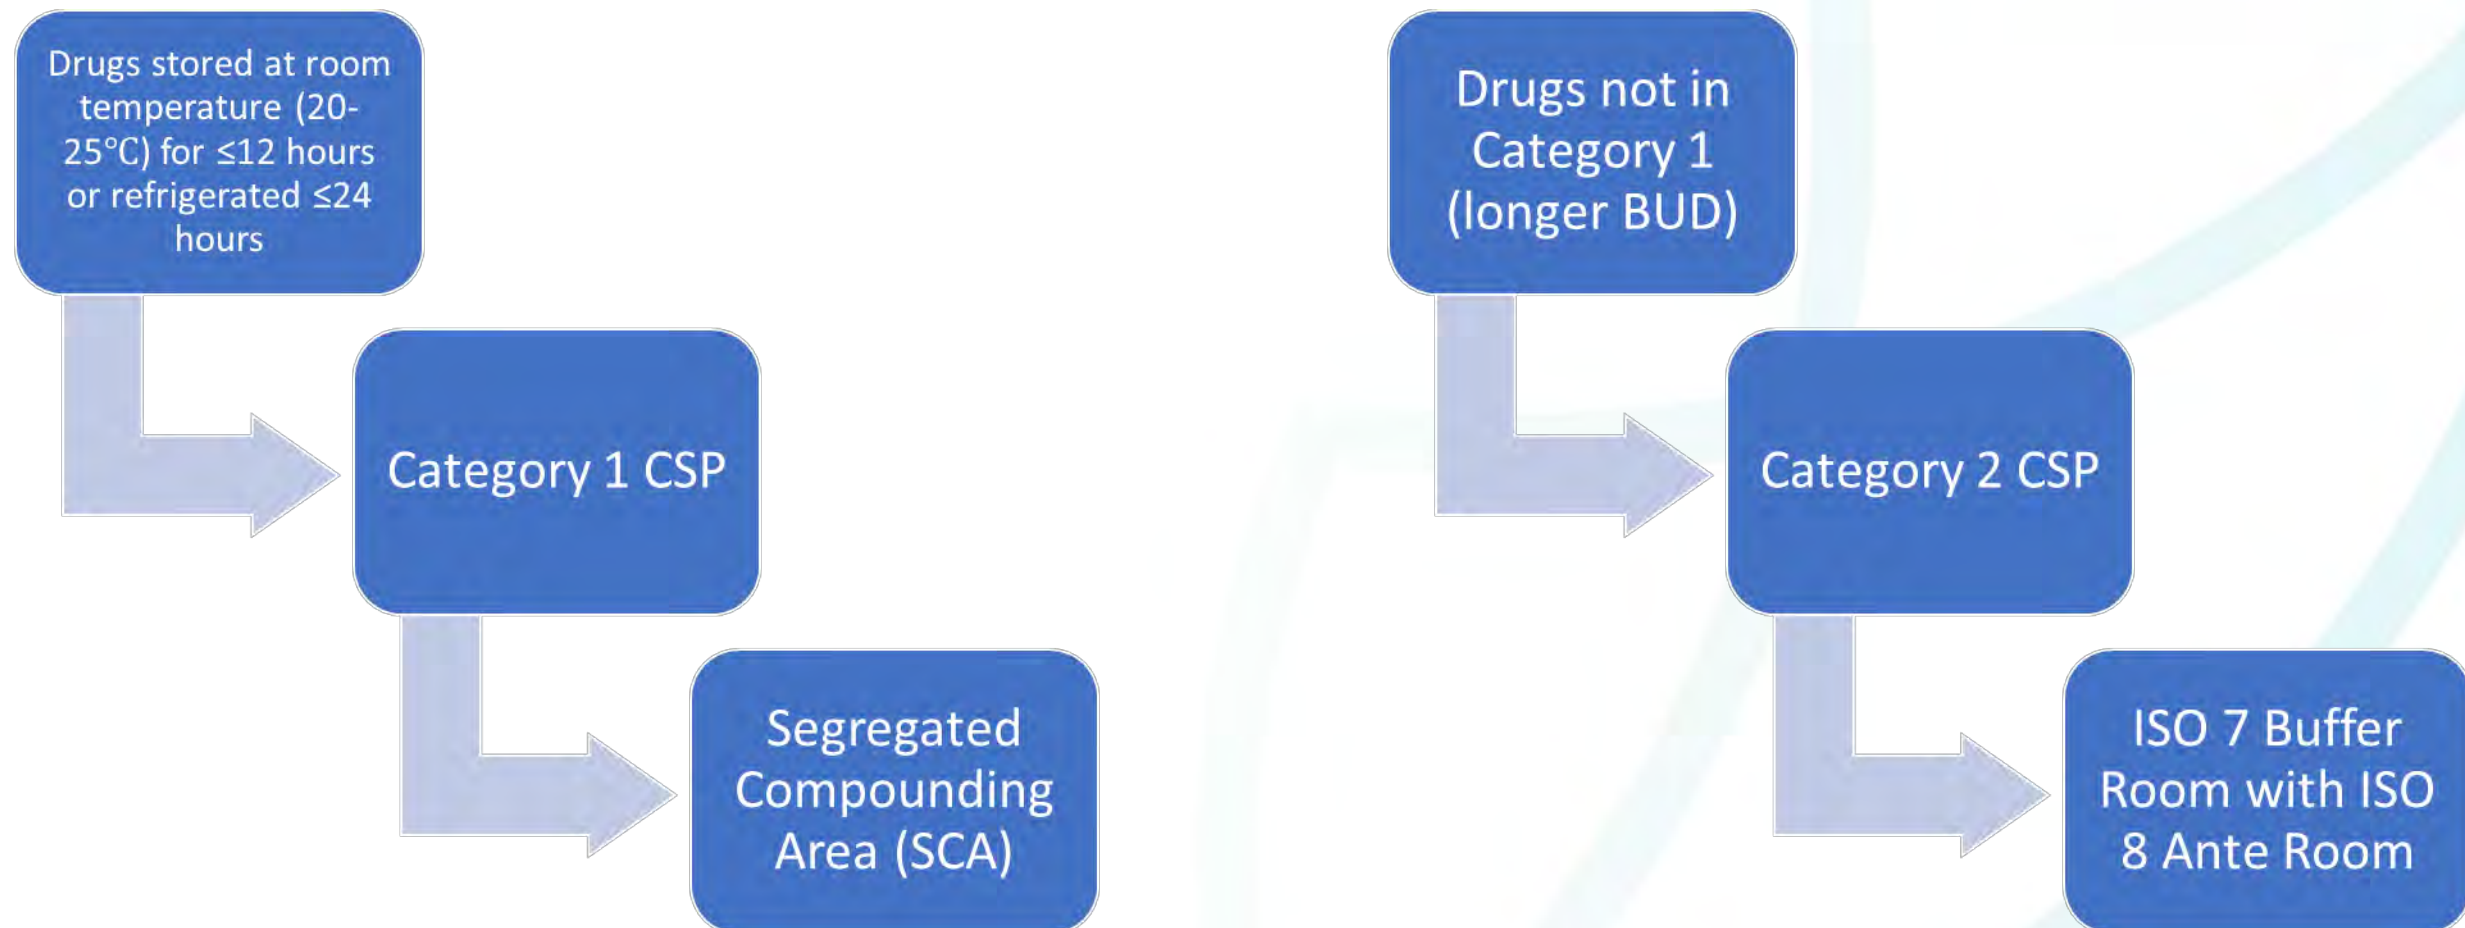 Drugs stored at room
temperature (20-
25℃) for ≤12 hours
or refrigerated ≤24
hours
Category 1 CSP
Segregated
Compounding
Area (SCA)
Drugs not in
Category 1
(longer BUD)
Category 2 CSP
ISO 7 Buffer
Room with ISO
8 Ante Room